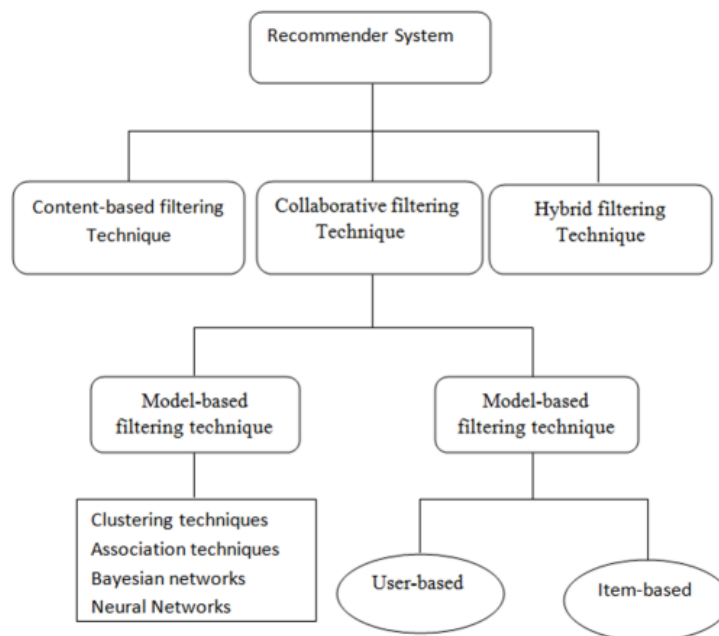 Recommender System
Content-based filtering
Technique
Collaborative filtering
Technique
Hybrid filtering
Technique
Model-based
filtering technique
Model-based
filtering technique
Clustering techniques
Association techniques
Bayesian networks
Neural Networks
User-based
Item-based